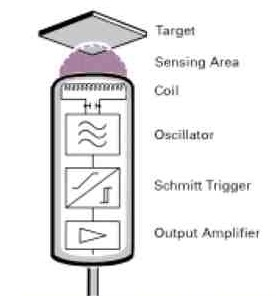 Target
Sensing Area
Coil
Oscillator
Schmitt Trigger
Output Amplifier